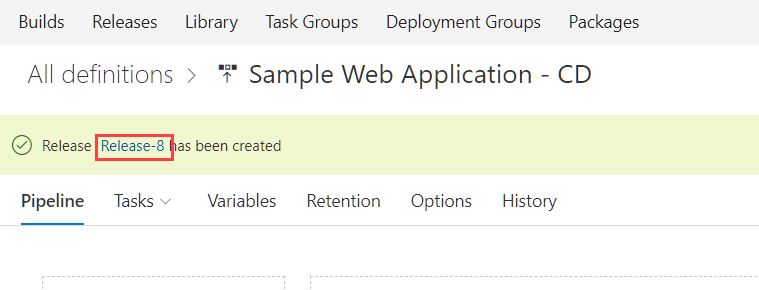 Builds Releases Library Task Groups Deployment Groups Packages
All definitions > Sample Web Application - CD
Release Release-8 has been created
Pipeline Tasks Variables Retention Options History